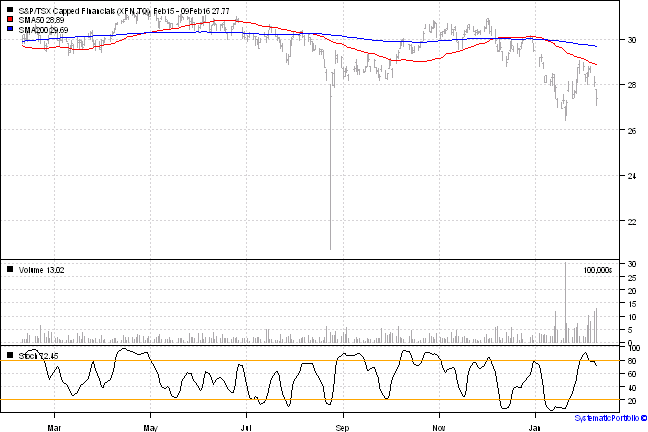 S&P/TSX Capped Financials (XFN.TO) Feb15 - 09Feb16 27.77
SMA50 28.89
SMA200 29.69
30
28
26
24
22
Volume 13.02
100,000s
30
25
20
15
10
5
0
Stoch 72.45
100
80
60
40
20
Mar May Jul Sep Nov Jan
SystematicPortfolio ©